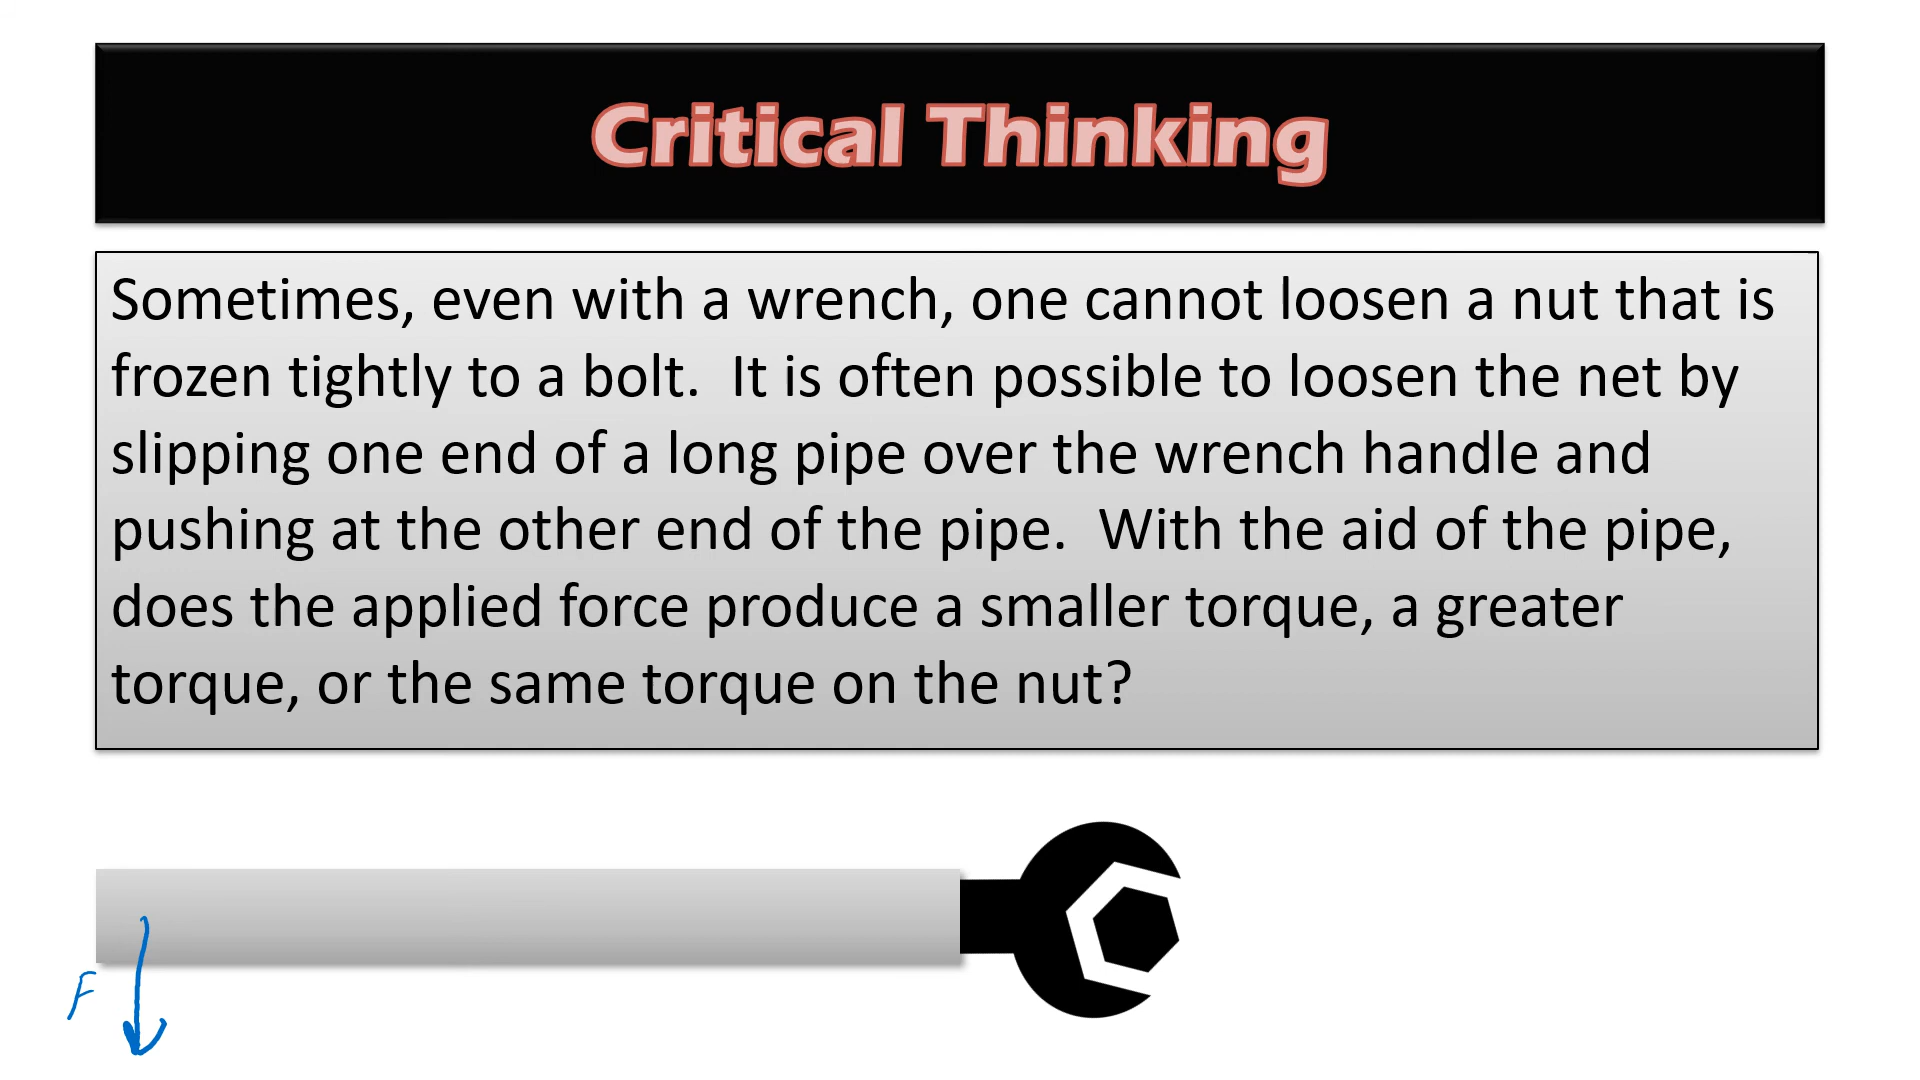 Critical Thinking
Sometimes, even with a wrench, one cannot loosen a nut that is
frozen tightly to a bolt.  It is often possible to loosen the net by
slipping one end of a long pipe over the wrench handle and
pushing at the other end of the pipe.  With the aid of the pipe,
does the applied force produce a smaller torque, a greater
torque, or the same torque on the nut?
F